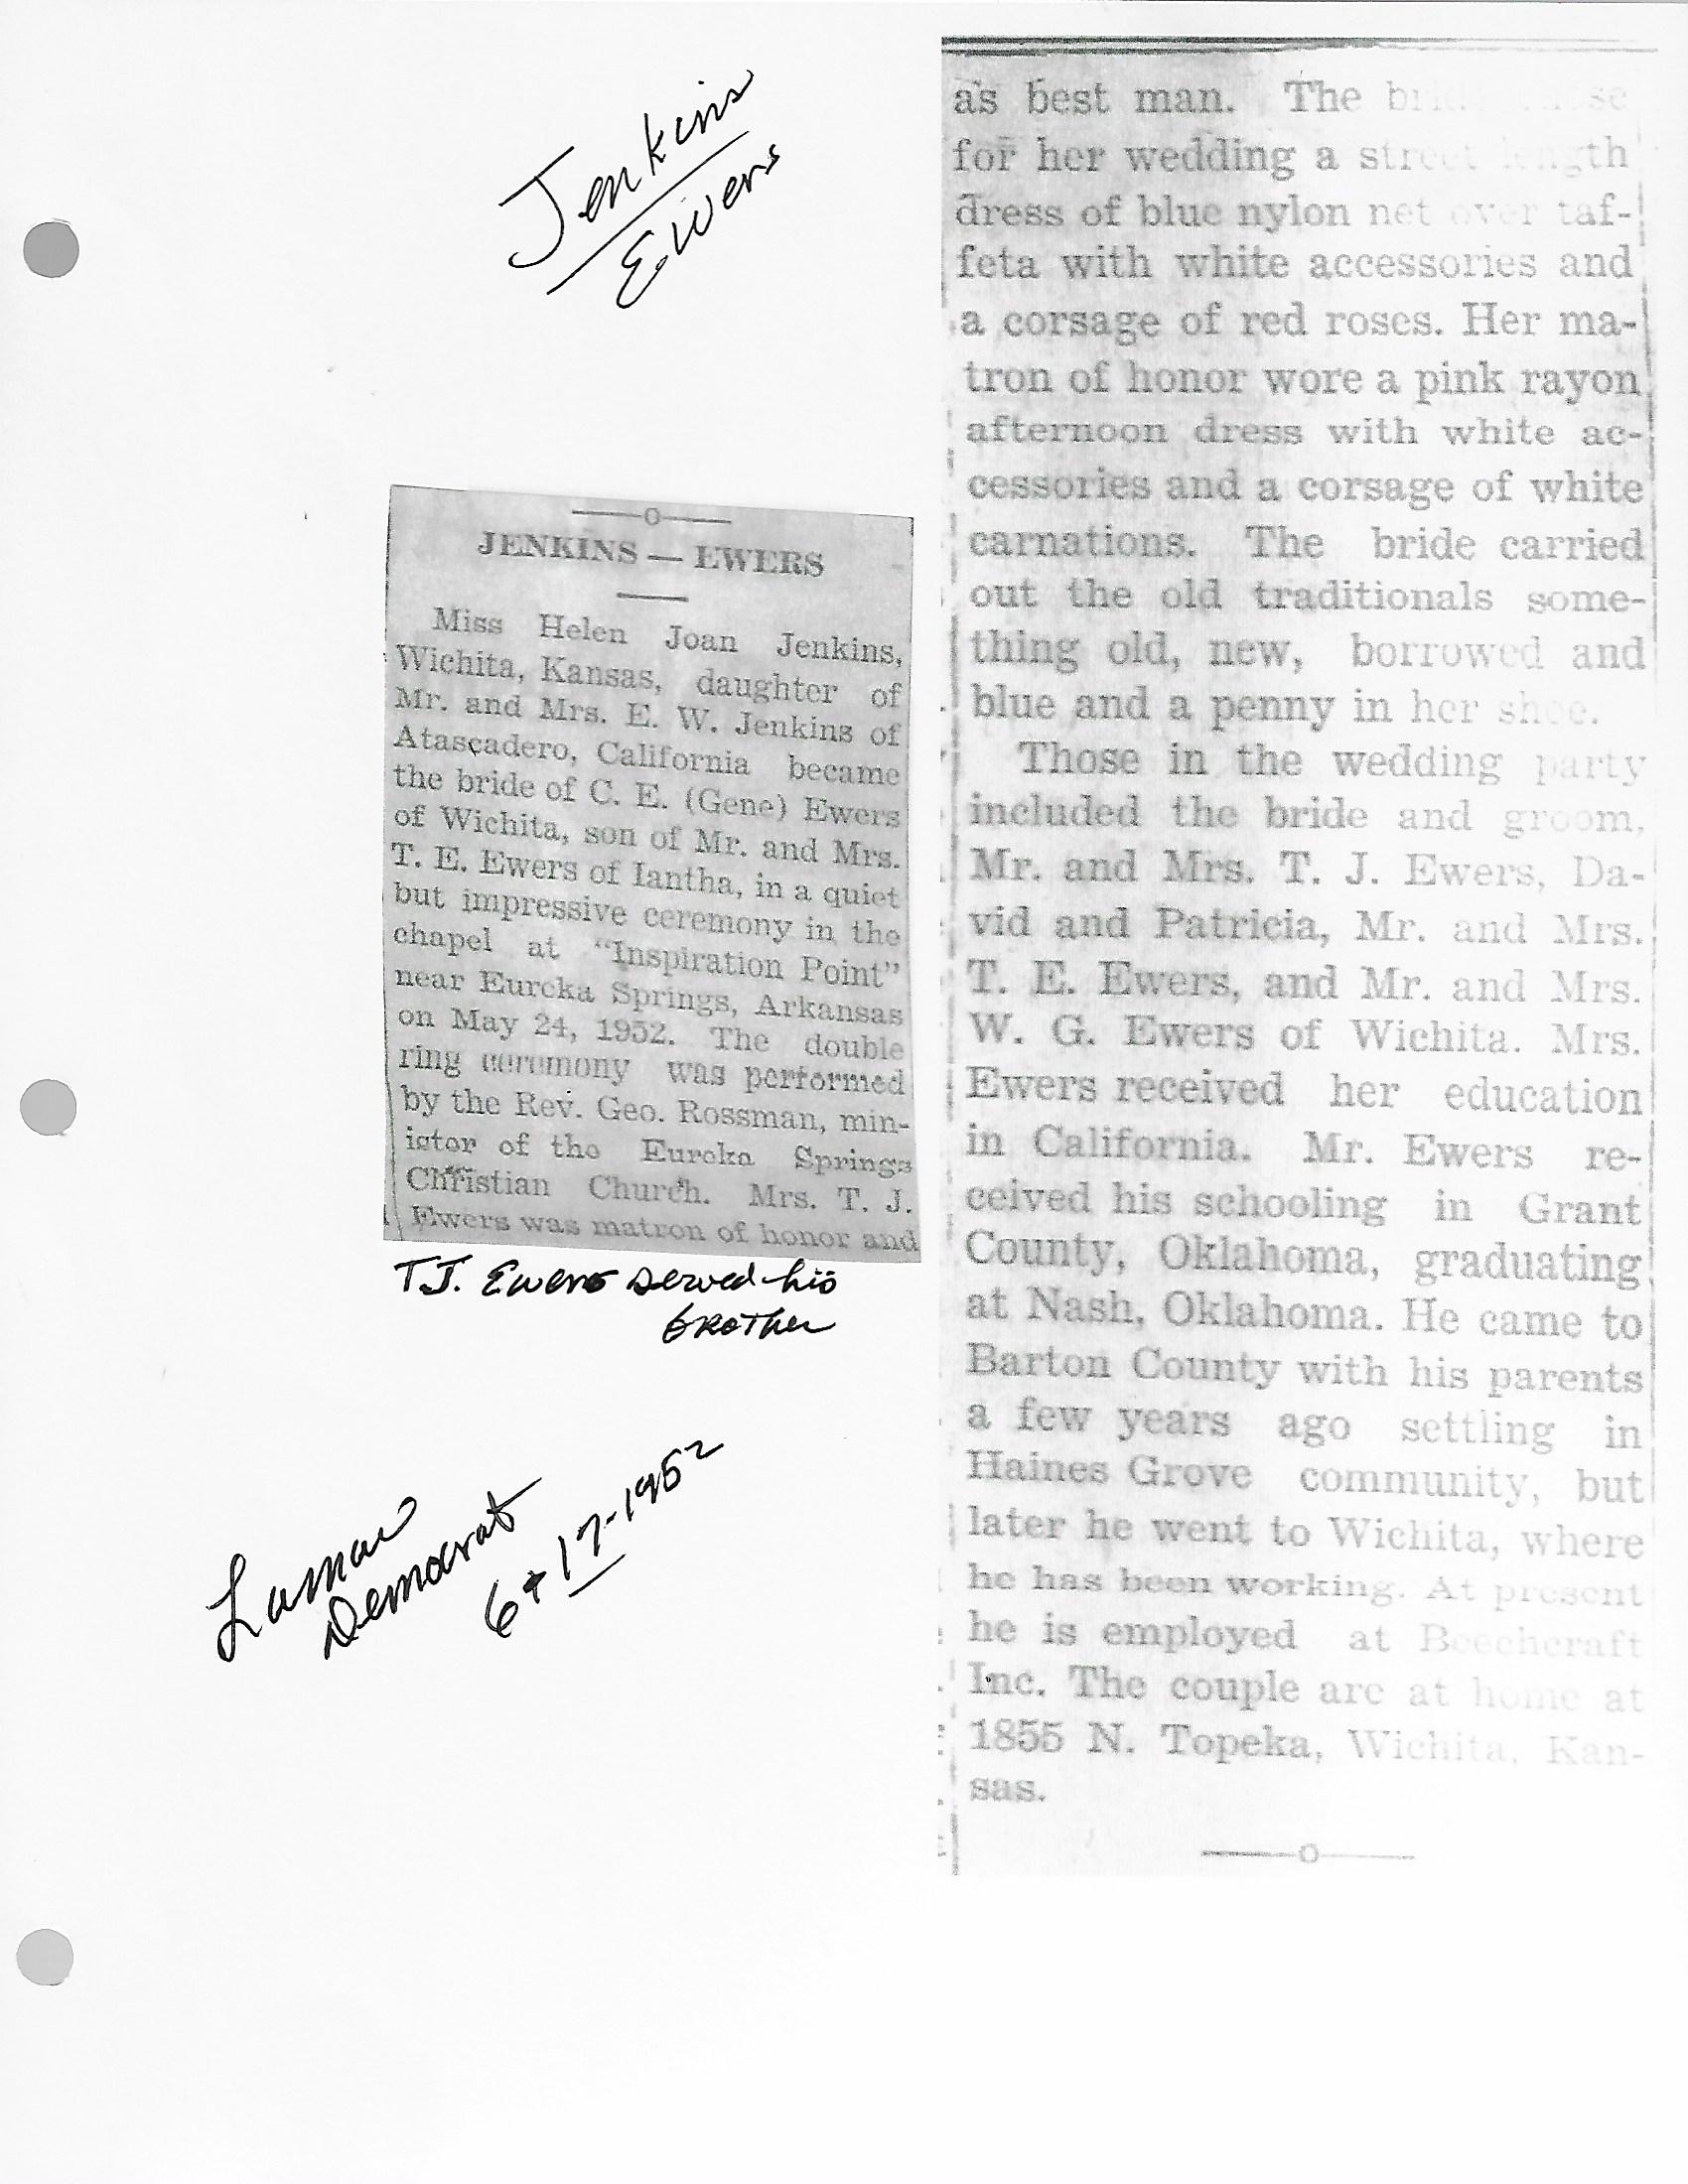 Jenkins
Ewers
—o—
JENKINS — EWERS
Miss Helen Joan Jenkins,
Wichita, Kansas, daughter of
Mr. and Mrs. E. W. Jenkins of
Atascadero, California became
the bride of C. E. (Gene) Ewers
of Wichita, son of Mr. and Mrs.
T. E. Ewers of Iantha, in a quiet
but impressive ceremony in the
chapel at "Inspiration Point"
near Eureka Springs, Arkansas
on May 24, 1952. The double
ring ceremony was performed
by the Rev. Geo. Rossman, min-
ister of the Eureka Springs
Christian Church. Mrs. T. J.
Ewers was matron of honor and
T.J. Ewers served his
brother
Lamar
Democrat
6-17-1952
as best man. The
for her wedding a street length
dress of blue nylon net over taf-
feta with white accessories and
a corsage of red roses. Her ma-
tron of honor wore a pink rayon
afternoon dress with white ac-
cessories and a corsage of white
carnations. The bride carried
out the old traditionals some-
thing old, new, borrowed and
blue and a penny in her shoe.
Those in the wedding party
included the bride and groom,
Mr. and Mrs. T. J. Ewers, Da-
vid and Patricia, Mr. and Mrs.
T. E. Ewers, and Mr. and Mrs.
W. G. Ewers of Wichita. Mrs.
Ewers received her education
in California. Mr. Ewers re-
ceived his schooling in Grant
County, Oklahoma, graduating
at Nash, Oklahoma. He came to
Barton County with his parents
a few years ago settling in
Haines Grove community, but
later he went to Wichita, where
he has been working. At present
he is employed at Beechcraft
Inc. The couple are at home at
1855 N. Topeka, Wichita, Kan-
sas.
—o—